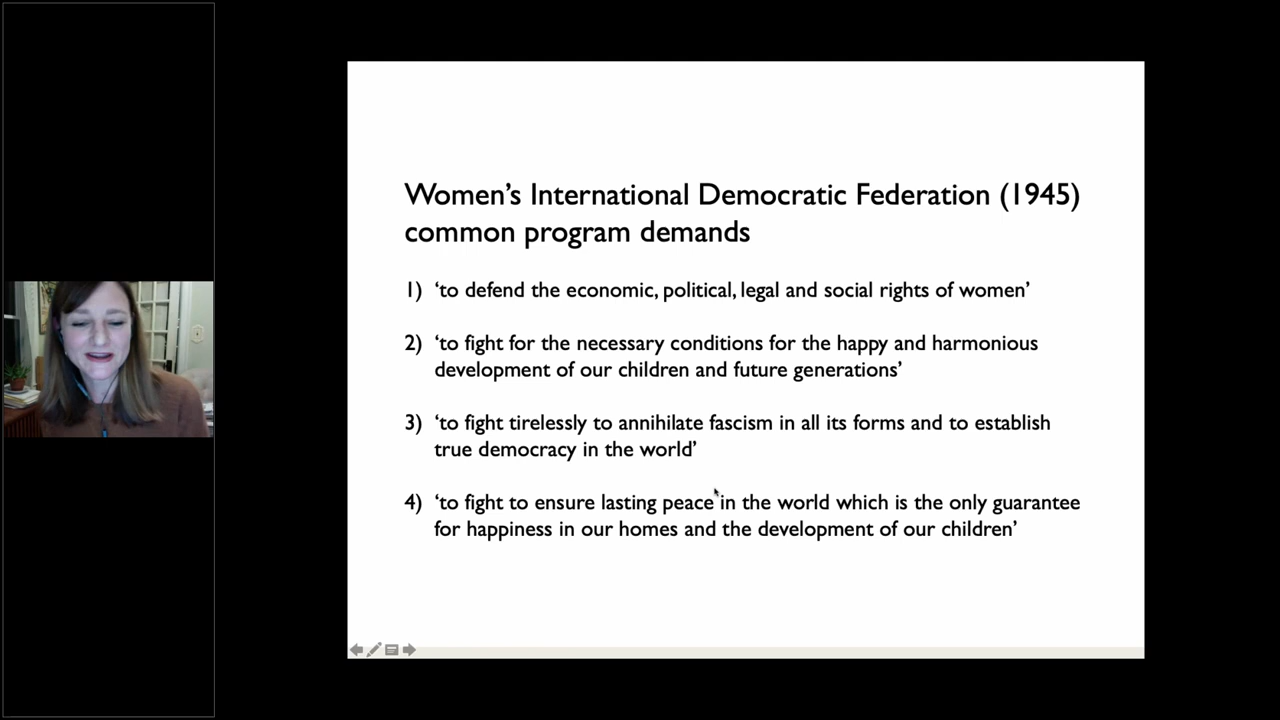 Women’s International Democratic Federation (1945)
common program demands
1) ‘to defend the economic, political, legal and social rights of women’
2) ‘to fight for the necessary conditions for the happy and harmonious
development of our children and future generations’
3) ‘to fight tirelessly to annihilate fascism in all its forms and to establish
true democracy in the world’
4) ‘to fight to ensure lasting peace in the world which is the only guarantee
for happiness in our homes and the development of our children’